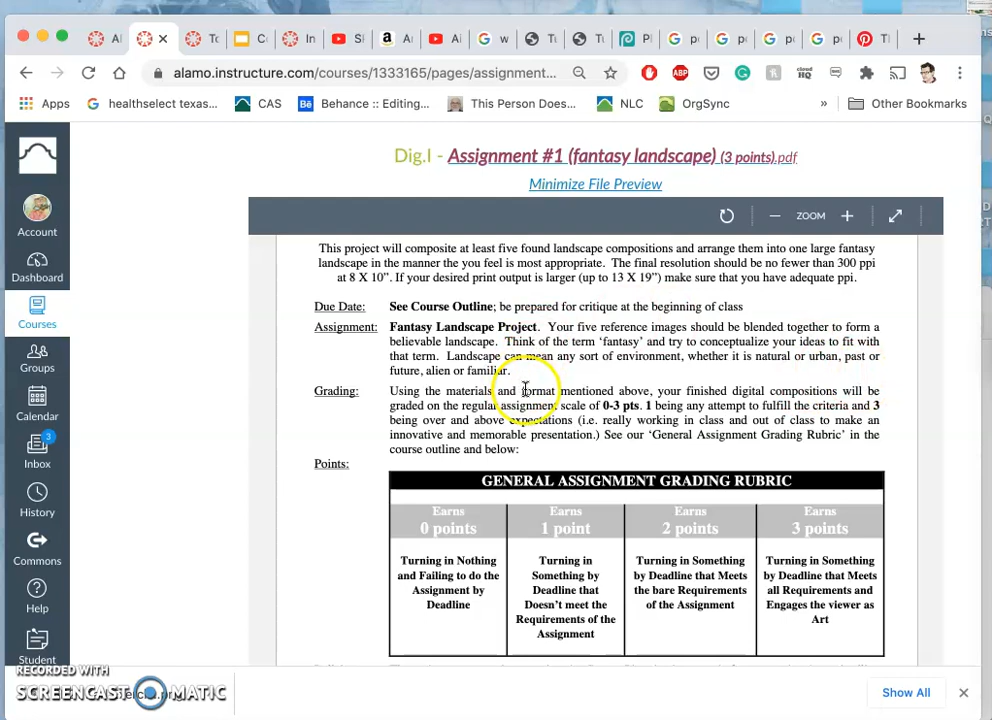 Al
To
C
In
Sl
A
Al
w
T
T
Pl
p
p
p
p
Tl
alamo.instructure.com/courses/1333165/pages/assignment...
ABP
cloud
HQ
Apps
healthselect texas...
CAS
Behance :: Editing...
This Person Does...
NLC
OrgSync
»
Other Bookmarks
Account
Dashboard
Courses
Groups
Calendar
3
Inbox
History
Commons
Help
Student
Dig.I - Assignment #1 (fantasy landscape) (3 points).pdf
Minimize File Preview
ZOOM
This project will composite at least five found landscape compositions and arrange them into one large fantasy
landscape in the manner the you feel is most appropriate. The final resolution should be no fewer than 300 ppi
at 8 X 10”. If your desired print output is larger (up to 13 X 19”) make sure that you have adequate ppi.
Due Date: See Course Outline; be prepared for critique at the beginning of class
Assignment: Fantasy Landscape Project. Your five reference images should be blended together to form a
believable landscape. Think of the term ‘fantasy’ and try to conceptualize your ideas to fit with
that term. Landscape can mean any sort of environment, whether it is natural or urban, past or
future, alien or familiar.
Grading: Using the materials and format mentioned above, your finished digital compositions will be
graded on the regular assignment scale of 0-3 pts. 1 being any attempt to fulfill the criteria and 3
being over and above expectations (i.e. really working in class and out of class to make an
innovative and memorable presentation.) See our ‘General Assignment Grading Rubric’ in the
course outline and below:
Points:
GENERAL ASSIGNMENT GRADING RUBRIC
Earns
0 points
Earns
1 point
Earns
2 points
Earns
3 points
Turning in Nothing
and Failing to do the
Assignment by
Deadline
Turning in
Something by
Deadline that
Doesn’t meet the
Requirements of the
Assignment
Turning in Something
by Deadline that Meets
the bare Requirements
of the Assignment
Turning in Something
by Deadline that Meets
all Requirements and
Engages the viewer as
Art
RECORDED WITH
SCREENCAST MATIC
Show All